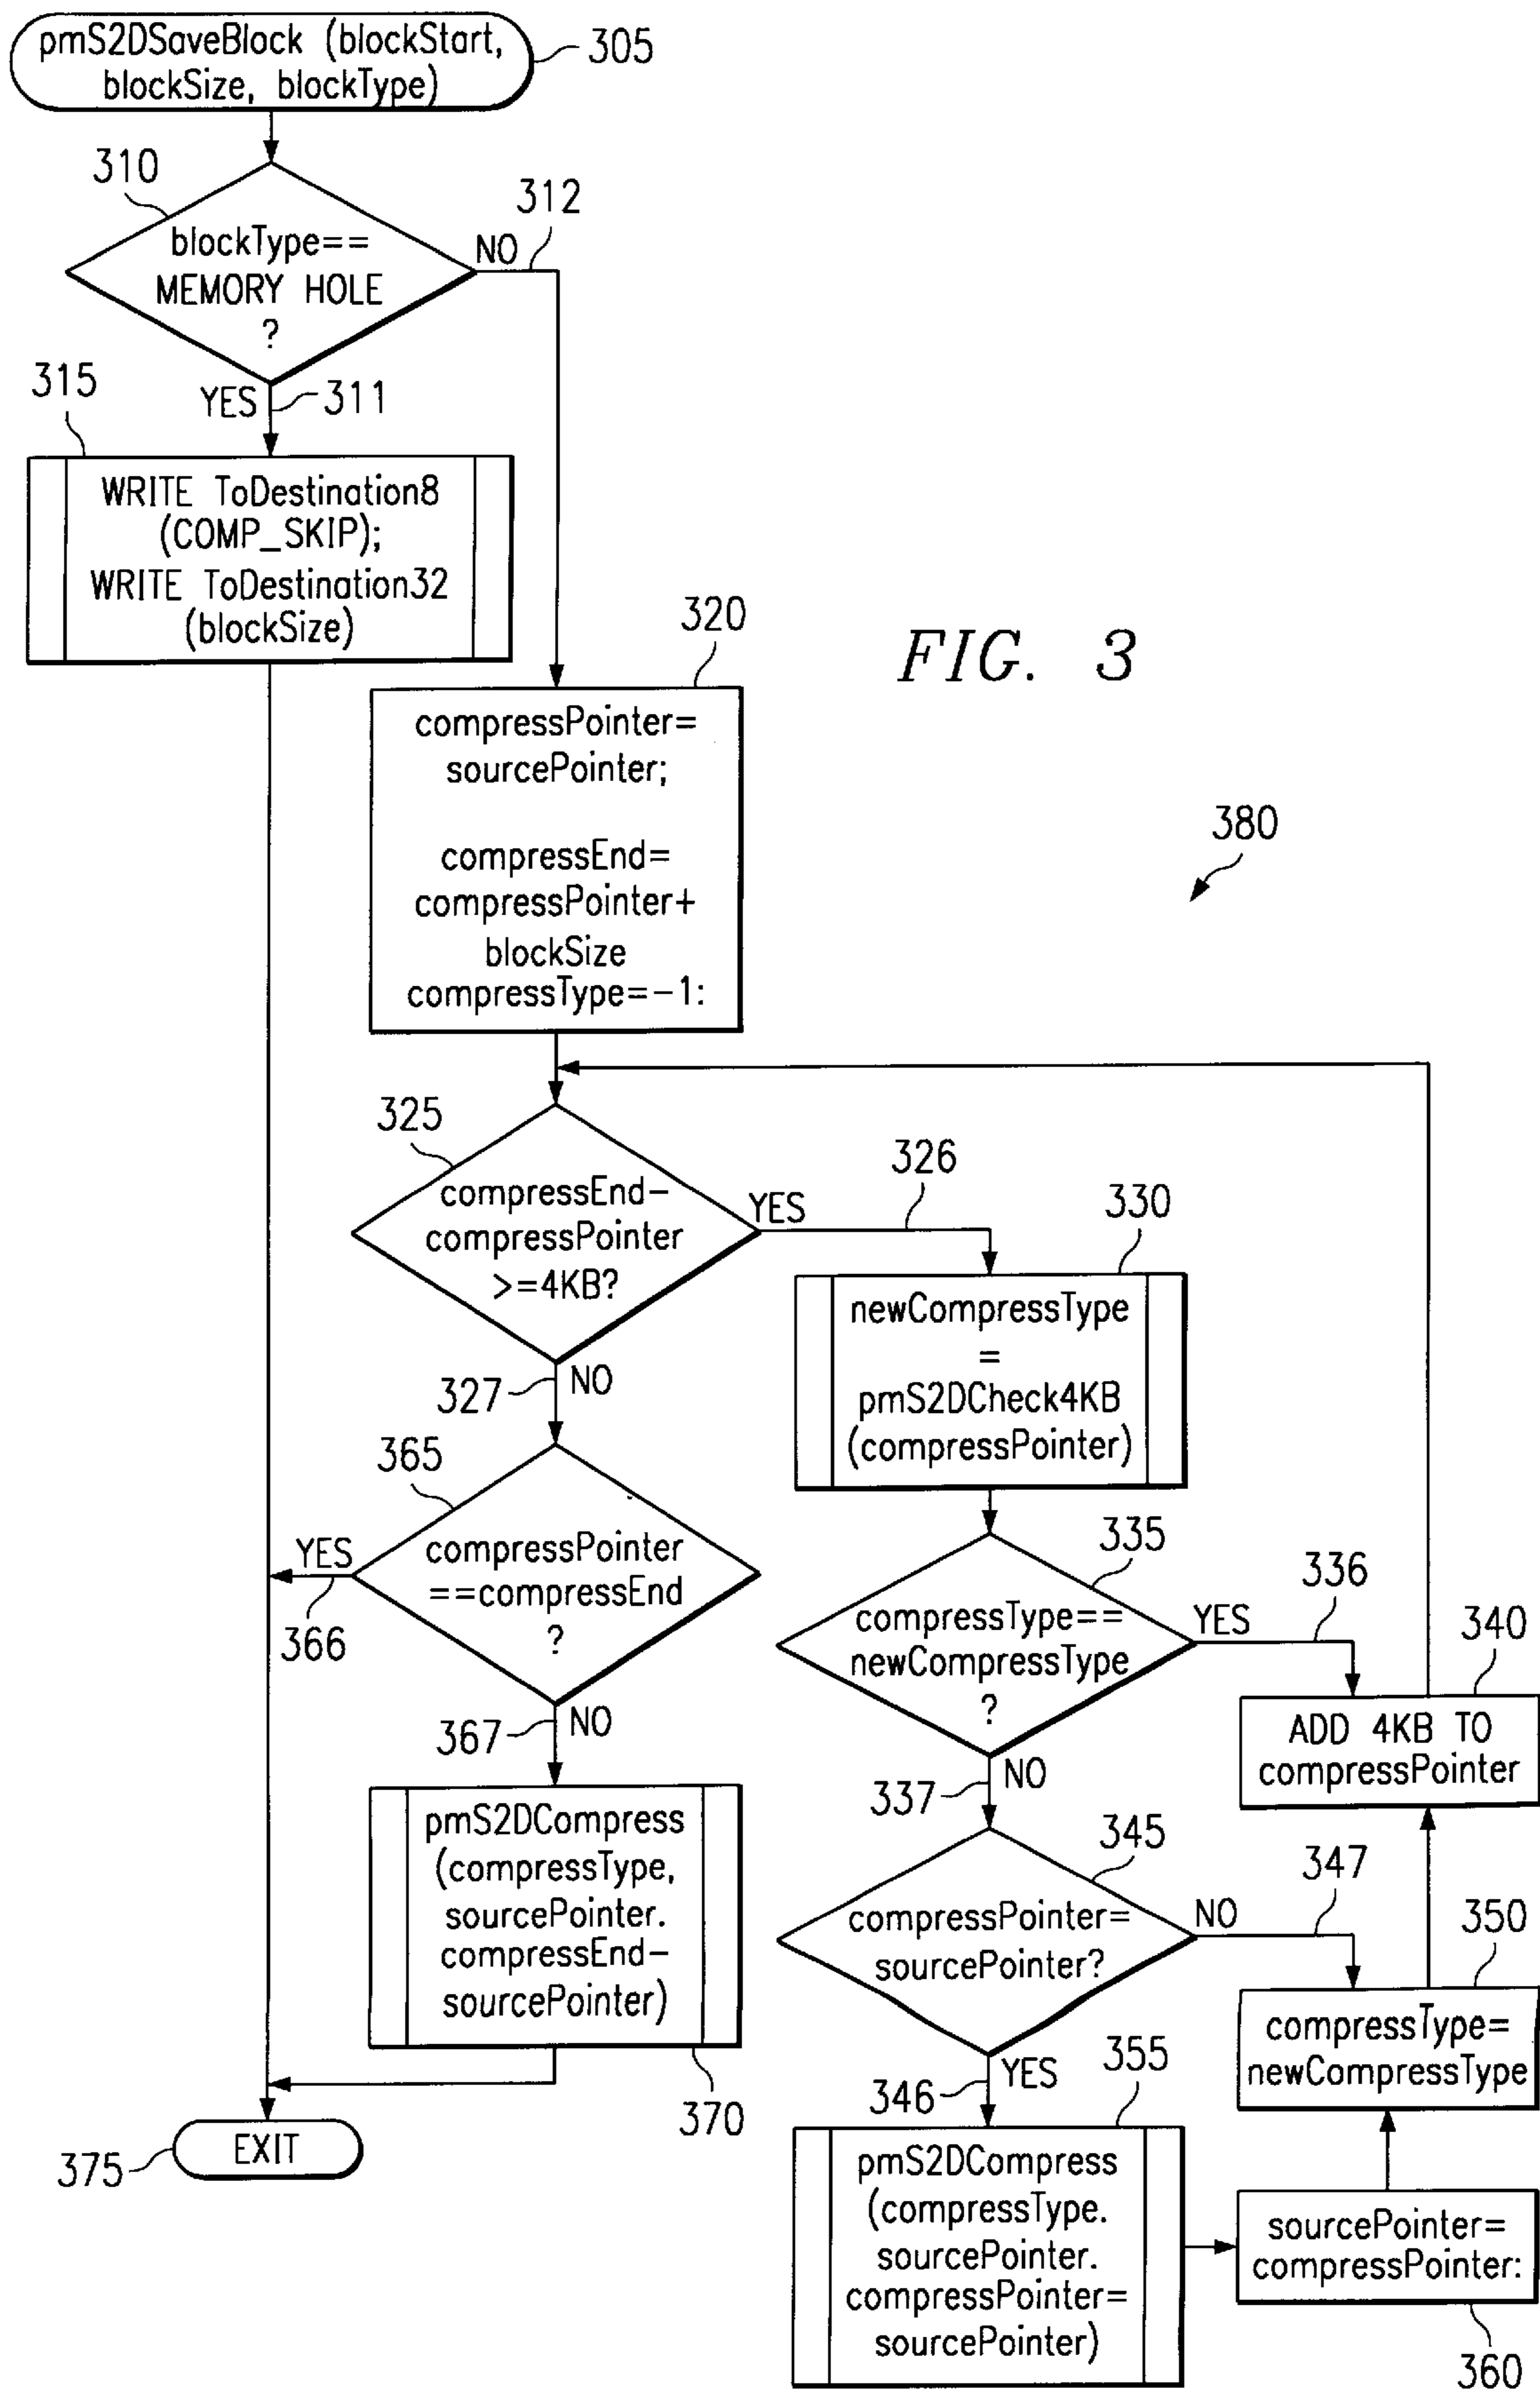 pmS2DSaveBlock (blockStart,
blockSize, blockType)
305
310
blockType==
MEMORY HOLE
?
NO
312
YES
311
315
WRITE ToDestination8
(COMP_SKIP);
WRITE ToDestination32
(blockSize)
320
compressPointer=
sourcePointer;
compressEnd=
compressPointer+
blockSize
compressType=-1:
FIG. 3
380
325
compressEnd-
compressPointer
>=4KB?
YES
326
NO
327
330
newCompressType
=
pmS2DCheck4KB
(compressPointer)
335
compressType==
newCompressType
?
YES
336
NO
337
340
ADD 4KB TO
compressPointer
345
compressPointer=
sourcePointer?
NO
347
YES
346
350
compressType=
newCompressType
355
pmS2DCompress
(compressType.
sourcePointer.
compressPointer=
sourcePointer)
sourcePointer=
compressPointer:
360
365
compressPointer
==compressEnd
?
YES
366
NO
367
pmS2DCompress
(compressType,
sourcePointer.
compressEnd-
sourcePointer)
370
EXIT
375